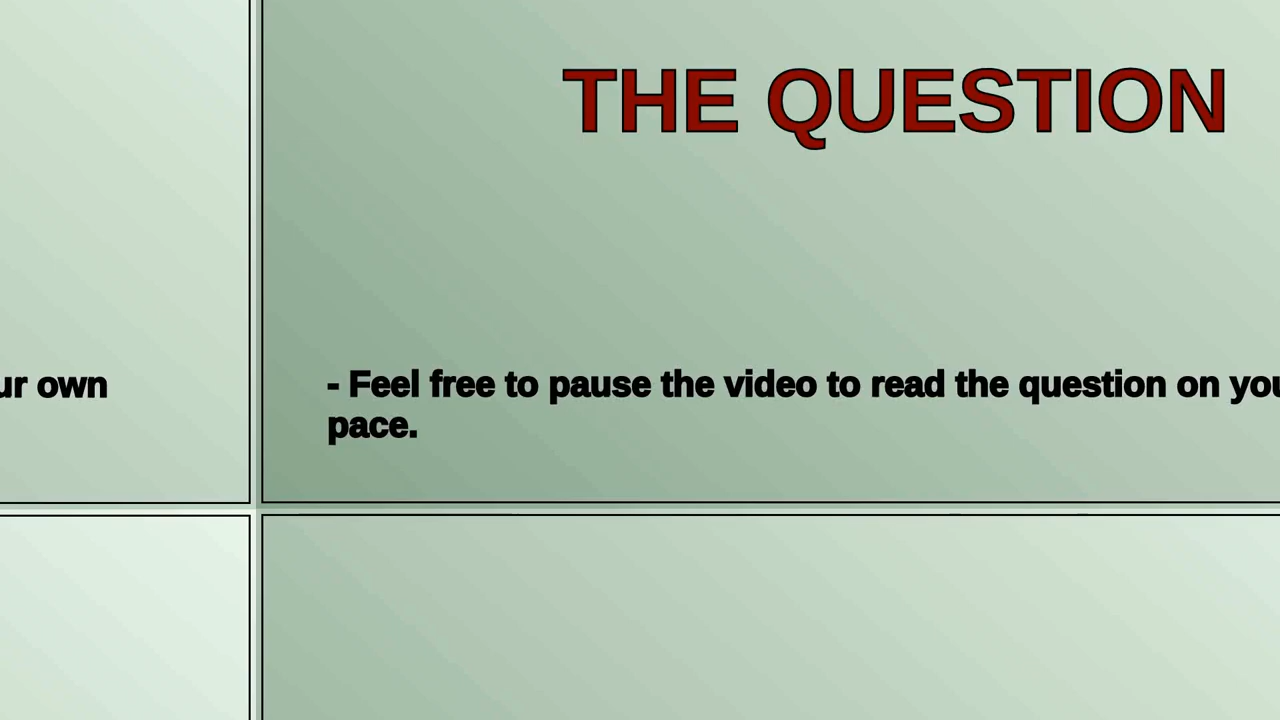 THE QUESTION
ur own
- Feel free to pause the video to read the question on you
pace.